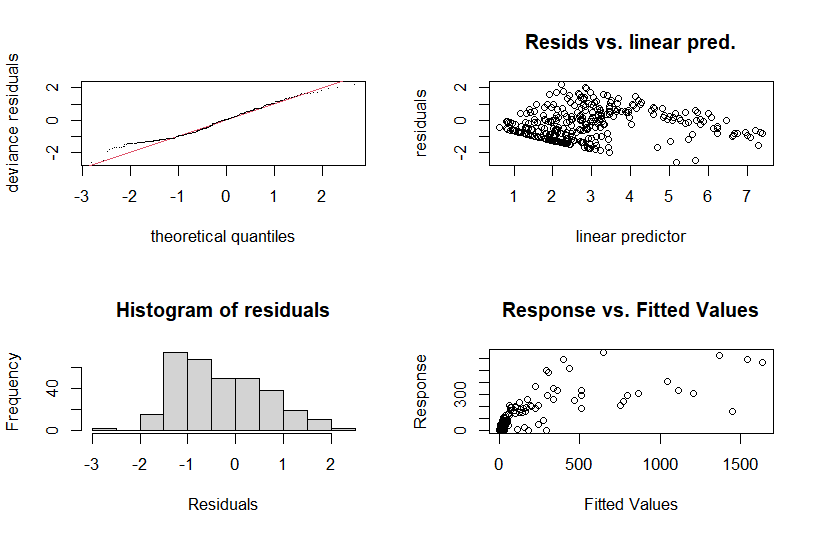 deviance residuals
2
0
-2
-3 -2 -1 0 1 2
theoretical quantiles
Resids vs. linear pred.
residuals
2
0
-2
1 2 3 4 5 6 7
linear predictor
Histogram of residuals
Frequency
40
0
-3 -2 -1 0 1 2
Residuals
Response vs. Fitted Values
Response
300
0
0 500 1000 1500
Fitted Values